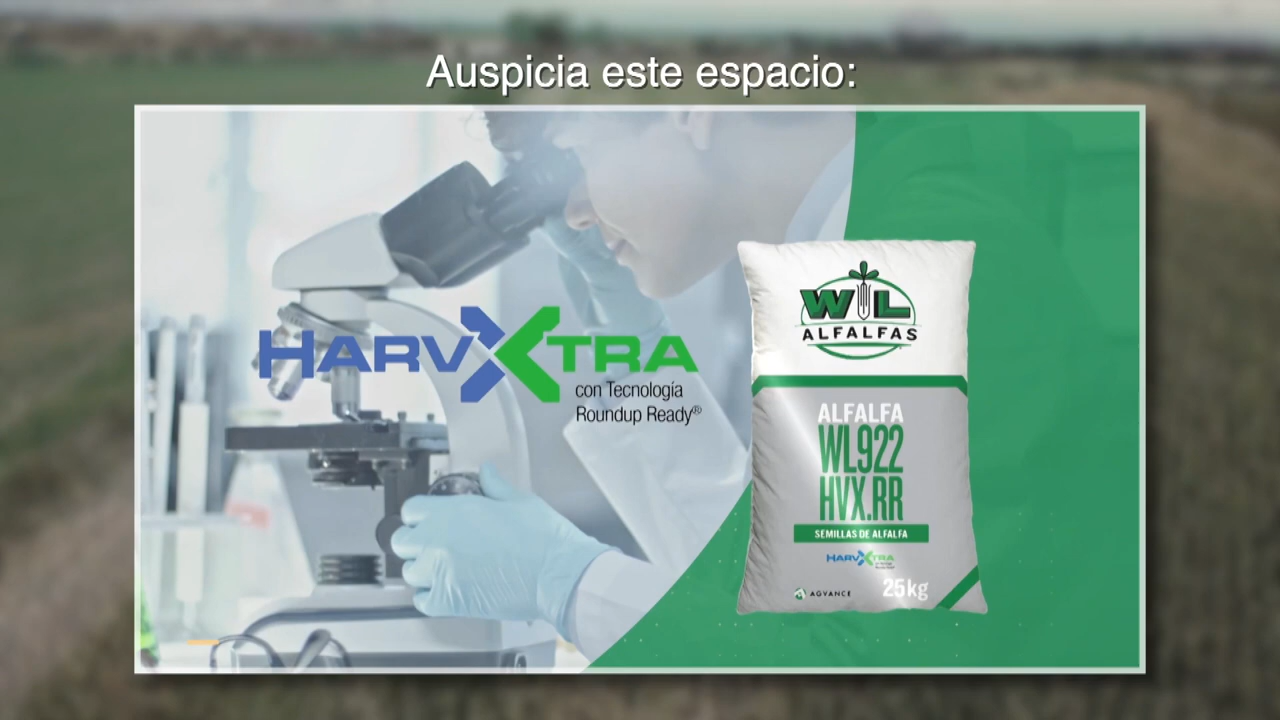 Auspicia este espacio:
HARVXTRA
con Tecnología
Roundup Ready®
WL
ALFALFAS
ALFALFA
WL922
HVX.RR
SEMILLAS DE ALFALFA
HARVXTRA
AGVANCE
25kg